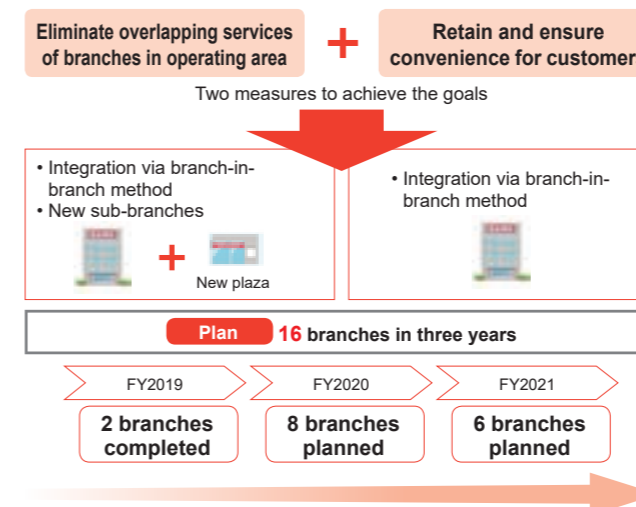 Eliminate overlapping services
of branches in operating area
+
Retain and ensure
convenience for customer
Two measures to achieve the goals
• Integration via branch-in-
branch method
• New sub-branches
+
New plaza
• Integration via branch-in-
branch method
BANK
BANK
Plan 16 branches in three years
FY2019
FY2020
FY2021
2 branches
completed
8 branches
planned
6 branches
planned